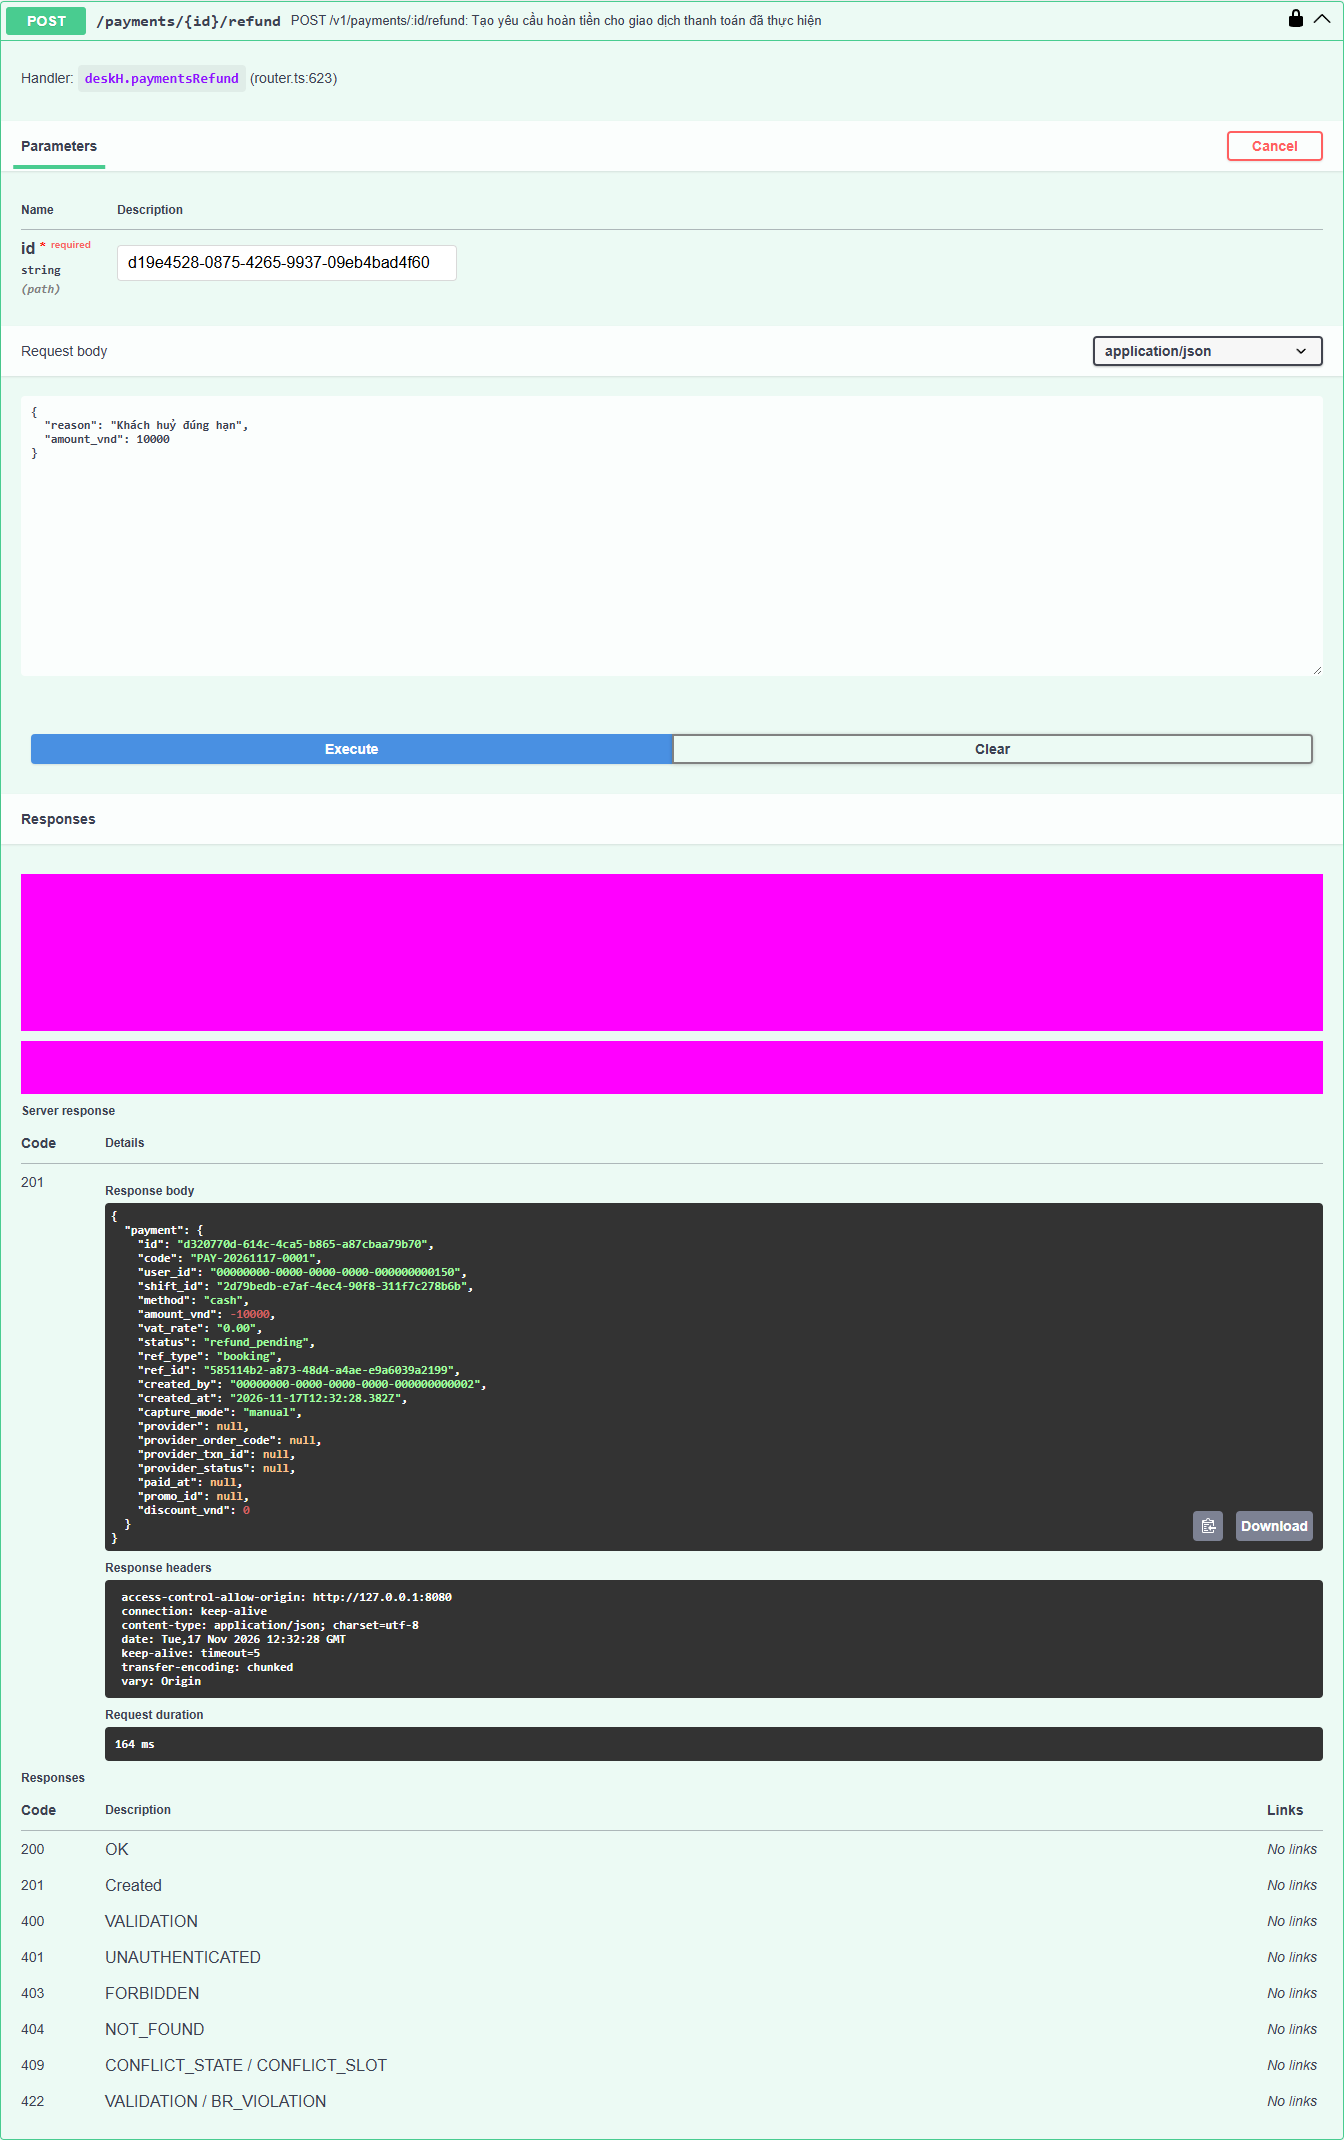 POST /payments/{id}/refund POST /v1/payments/:id/refund: Tạo yêu cầu hoàn tiền cho giao dịch thanh toán đã thực hiện
Handler: deskH.paymentsRefund (router.ts:623)
Parameters
Cancel
Name Description
id * required
string
(path)
d19e4528-0875-4265-9937-09eb4bad4f60
Request body
application/json
{
  "reason": "Khách huỷ đúng hạn",
  "amount_vnd": 10000
}
Execute
Clear
Responses
Server response
Code Details
201
Response body
{
  "payment": {
    "id": "d320770d-614c-4ca5-b865-a87cbaa79b70",
    "code": "PAY-20261117-0001",
    "user_id": "00000000-0000-0000-0000-000000000150",
    "shift_id": "2d79bedb-e7af-4ec4-90f8-311f7c278b6b",
    "method": "cash",
    "amount_vnd": -10000,
    "vat_rate": "0.00",
    "status": "refund_pending",
    "ref_type": "booking",
    "ref_id": "585114b2-a873-48d4-a4ae-e9a6039a2199",
    "created_by": "00000000-0000-0000-0000-000000000002",
    "created_at": "2026-11-17T12:32:28.382Z",
    "capture_mode": "manual",
    "provider": null,
    "provider_order_code": null,
    "provider_txn_id": null,
    "provider_status": null,
    "paid_at": null,
    "promo_id": null,
    "discount_vnd": 0
  }
}
Download
Response headers
access-control-allow-origin: http://127.0.0.1:8080
connection: keep-alive
content-type: application/json; charset=utf-8
date: Tue,17 Nov 2026 12:32:28 GMT
keep-alive: timeout=5
transfer-encoding: chunked
vary: Origin
Request duration
164 ms
Responses
Code Description Links
200 OK No links
201 Created No links
400 VALIDATION No links
401 UNAUTHENTICATED No links
403 FORBIDDEN No links
404 NOT_FOUND No links
409 CONFLICT_STATE / CONFLICT_SLOT No links
422 VALIDATION / BR_VIOLATION No links